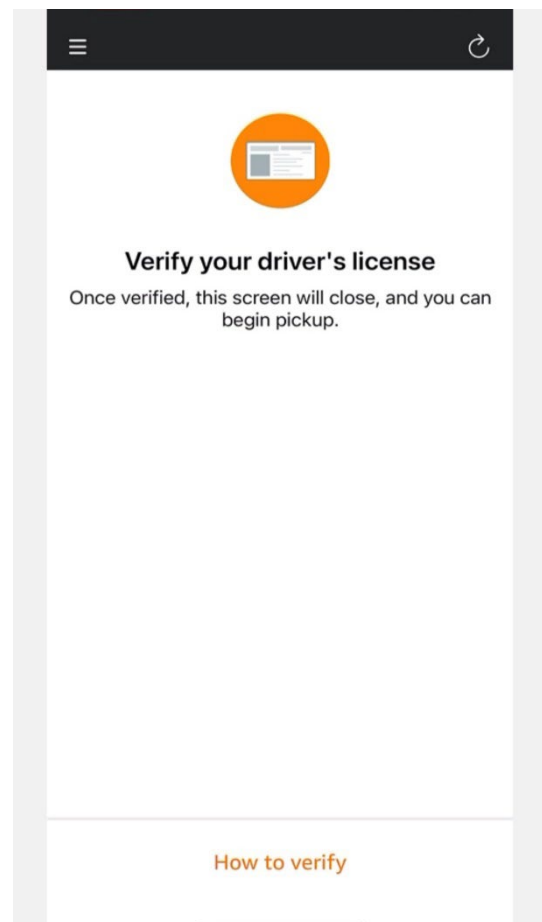 Verify your driver's license
Once verified, this screen will close, and you can
begin pickup.
How to verify